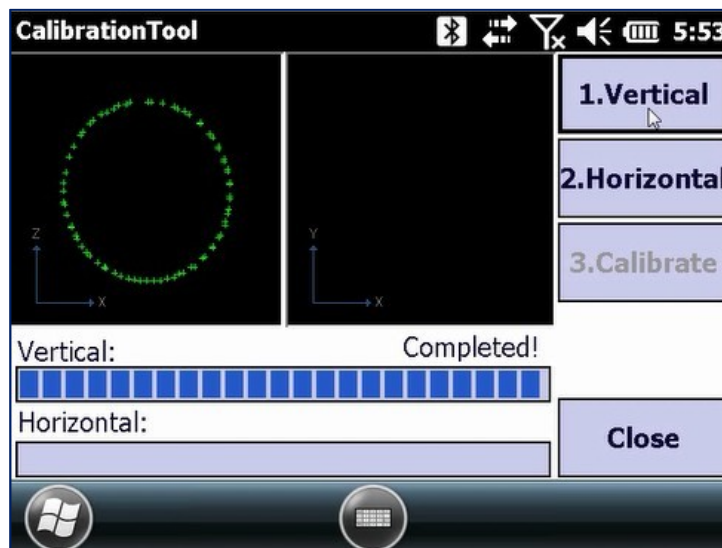 CalibrationTool 5:53
1.Vertical
2.Horizontal
3.Calibrate
Z
X
Y
X
Vertical: Completed!
Horizontal:
Close